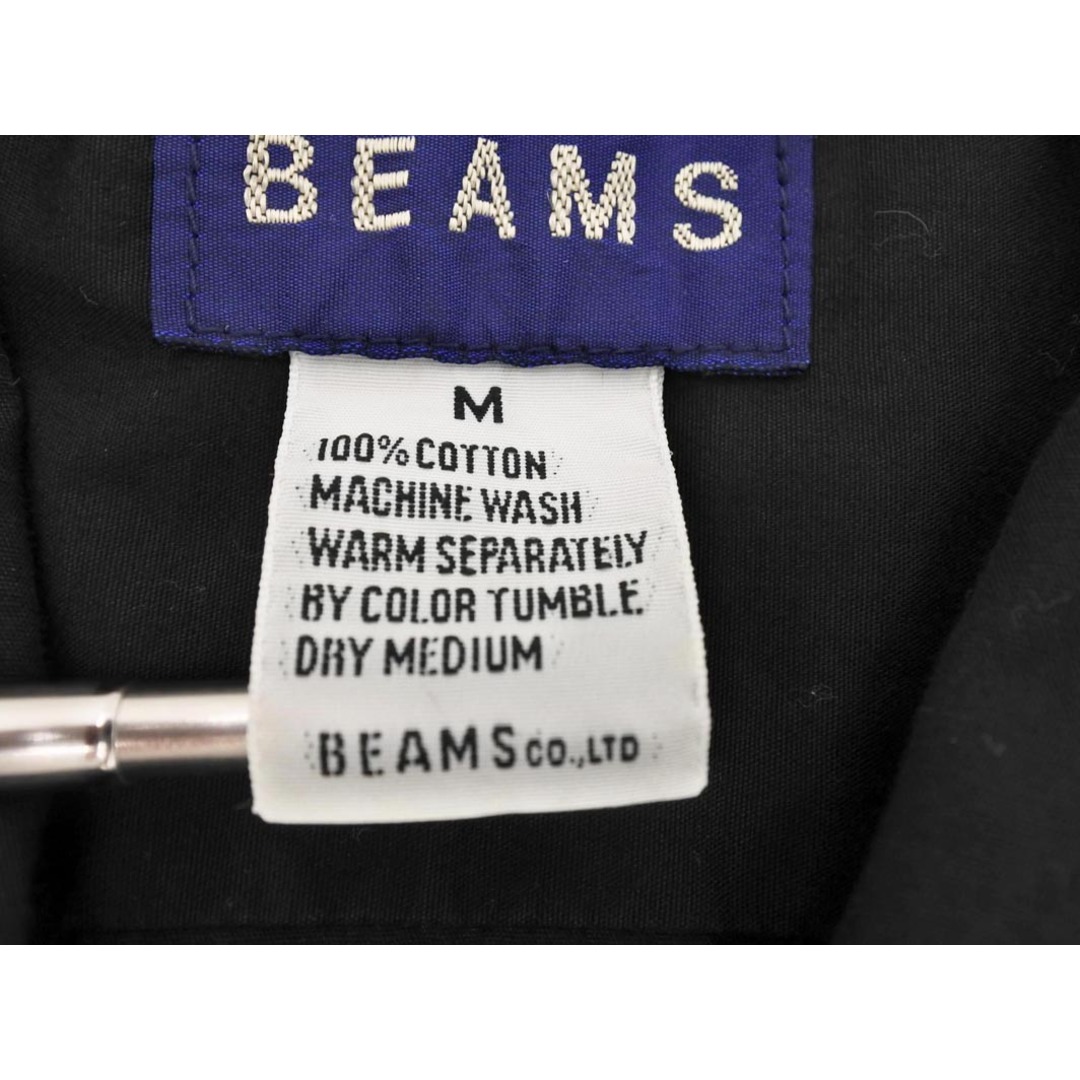 BEAMS
M
100% COTTON
MACHINE WASH
WARM SEPARATELY
BY COLOR TUMBLE
DRY MEDIUM
BEAMS CO.,LTD